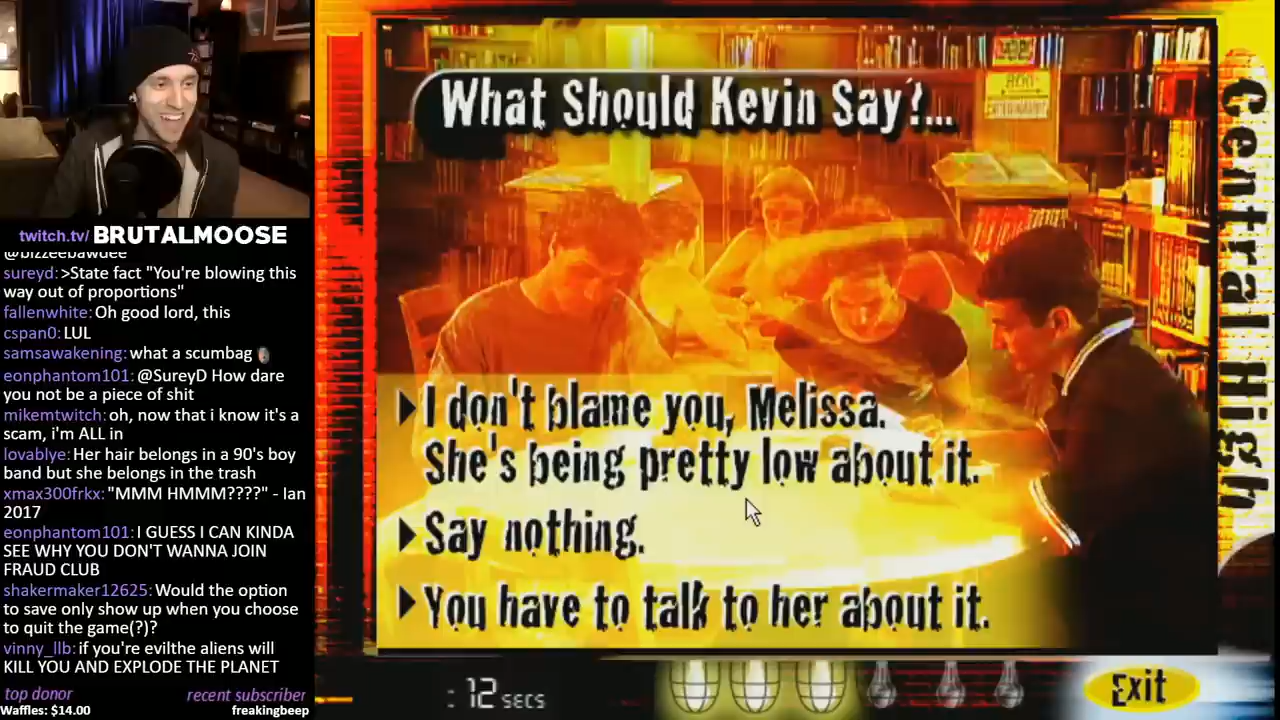 twitch.tv/ BRUTALMOOSE
@bizzeebawdee
sureyd: >State fact "You're blowing this
way out of proportions"
fallenwhite: Oh good lord, this
cspan0: LUL
samsawakening: what a scumbag
eonphantom101: @SureyD How dare
you not be a piece of shit
mikemtwitch: oh, now that i know it's a
scam, i'm ALL in
lovablye: Her hair belongs in a 90's boy
band but she belongs in the trash
xmax300frkx: "MMM HMMM????" - Ian
2017
eonphantom101: I GUESS I CAN KINDA
SEE WHY YOU DON'T WANNA JOIN
FRAUD CLUB
shakermaker12625: Would the option
to save only show up when you choose
to quit the game(?)?
vinny_llb: if you're evilthe aliens will
KILL YOU AND EXPLODE THE PLANET
top donor
Waffles: $14.00
recent subscriber
freakingbeep
What Should Kevin Say?...
I don't blame you, Melissa.
She's being pretty low about it.
Say nothing.
You have to talk to her about it.
: 12 SECS
Exit
Central High